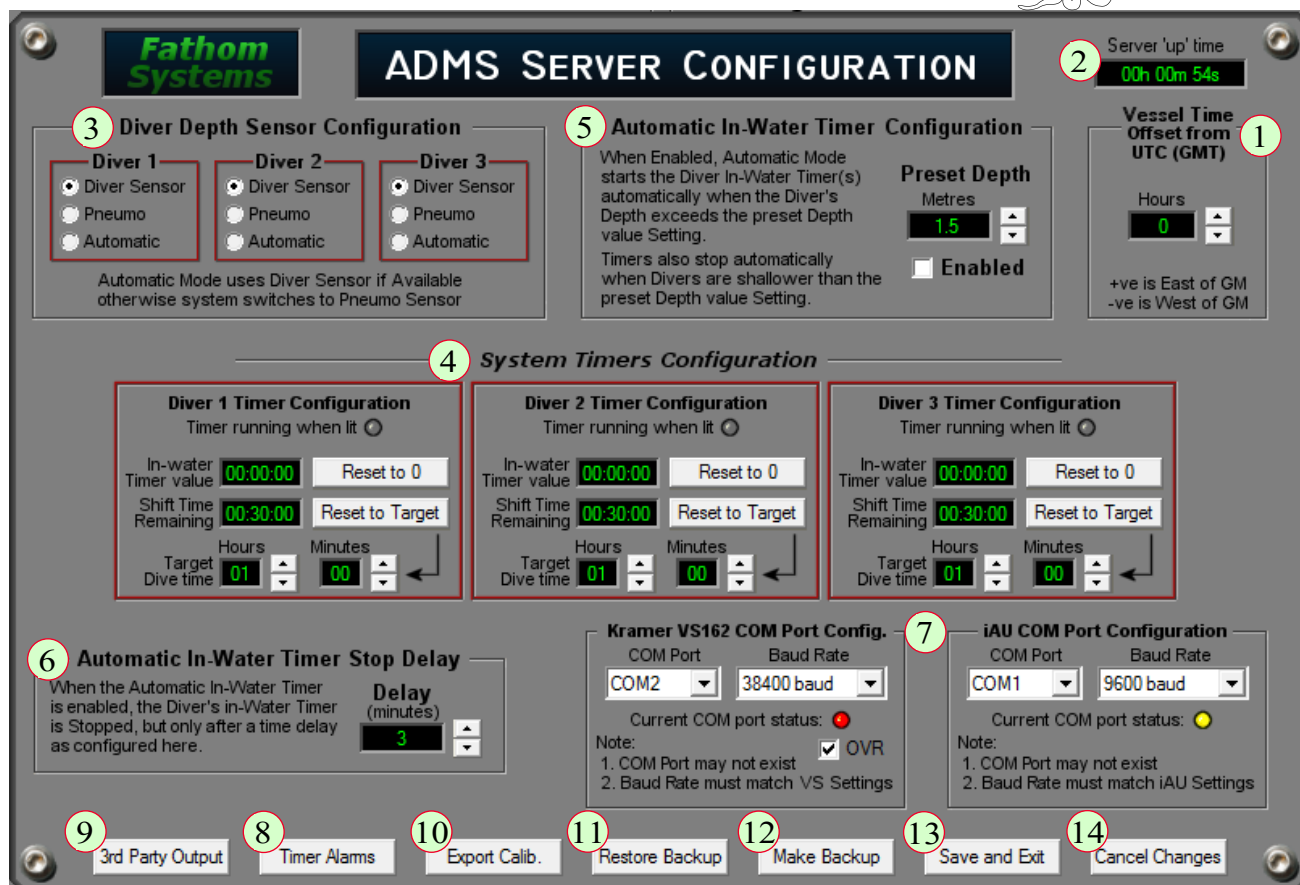 Fathom
Systems
ADMS SERVER CONFIGURATION
2
Server 'up' time
00h 00m 54s
3
Diver Depth Sensor Configuration
Diver 1
Diver Sensor
Pneumo
Automatic
Diver 2
Diver Sensor
Pneumo
Automatic
Diver 3
Diver Sensor
Pneumo
Automatic
Automatic Mode uses Diver Sensor if Available
otherwise system switches to Pneumo Sensor
5
Automatic In-Water Timer Configuration
When Enabled, Automatic Mode
starts the Diver In-Water Timer(s)
automatically when the Diver's
Depth exceeds the preset Depth
value Setting.
Timers also stop automatically
when Divers are shallower than the
preset Depth value Setting.
Preset Depth
Metres
1.5
Enabled
1
Vessel Time
Offset from
UTC (GMT)
Hours
0
+ve is East of GM
-ve is West of GM
4
System Timers Configuration
Diver 1 Timer Configuration
Timer running when lit
In-water
Timer value
00:00:00
Reset to 0
Shift Time
Remaining
00:30:00
Reset to Target
Hours
Minutes
Target
Dive time
01
00
Diver 2 Timer Configuration
Timer running when lit
In-water
Timer value
00:00:00
Reset to 0
Shift Time
Remaining
00:30:00
Reset to Target
Hours
Minutes
Target
Dive time
01
00
Diver 3 Timer Configuration
Timer running when lit
In-water
Timer value
00:00:00
Reset to 0
Shift Time
Remaining
00:30:00
Reset to Target
Hours
Minutes
Target
Dive time
01
00
6
Automatic In-Water Timer Stop Delay
When the Automatic In-Water Timer
is enabled, the Diver's in-Water Timer
is Stopped, but only after a time delay
as configured here.
Delay
(minutes)
3
Kramer VS162 COM Port Config.
COM Port
Baud Rate
COM2
38400 baud
Current COM port status:
Note:
OVR
1. COM Port may not exist
2. Baud Rate must match VS Settings
7
iAU COM Port Configuration
COM Port
Baud Rate
COM1
9600 baud
Current COM port status:
Note:
1. COM Port may not exist
2. Baud Rate must match iAU Settings
9
3rd Party Output
8
Timer Alarms
10
Export Calib.
11
Restore Backup
12
Make Backup
13
Save and Exit
14
Cancel Changes